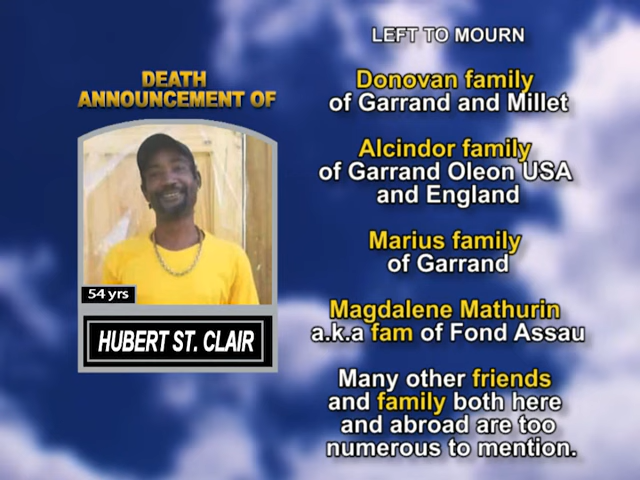 DEATH
ANNOUNCEMENT OF
54 yrs
HUBERT ST. CLAIR
LEFT TO MOURN
Donovan family
of Garrand and Millet
Alcindor family
of Garrand Oleon USA
and England
Marius family
of Garrand
Magdalene Mathurin
a.k.a fam of Fond Assau
Many other friends
and family both here
and abroad are too
numerous to mention.